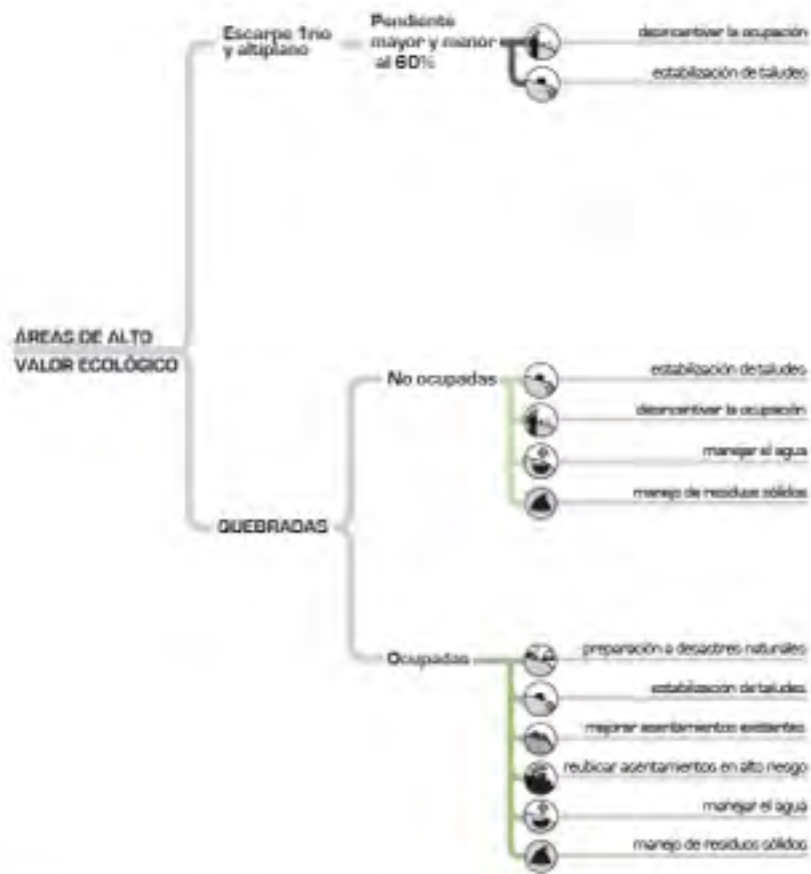 Escarpe 1rio
y altiplano
Pendiente
mayor y menor
al 60%
desincentivar la ocupación
estabilización de taludes
ÁREAS DE ALTO
VALOR ECOLÓGICO
No ocupadas
estabilización de taludes
desincentivar la ocupación
manejar el agua
manejo de residuos sólidos
QUEBRADAS
Ocupadas
preparación a desastres naturales
estabilización de taludes
mejorar asentamientos existentes
reubicar asentamientos en alto riesgo
manejar el agua
manejo de residuos sólidos